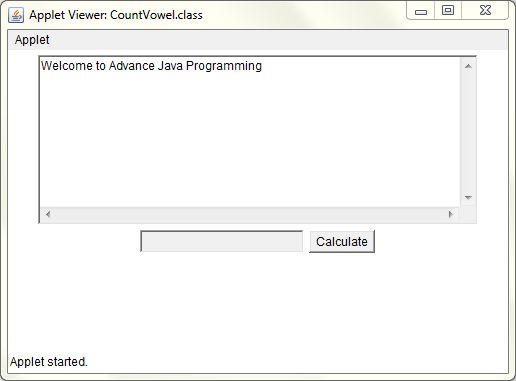 Applet Viewer: CountVowel.class
Applet
Welcome to Advance Java Programming
Calculate
Applet started.